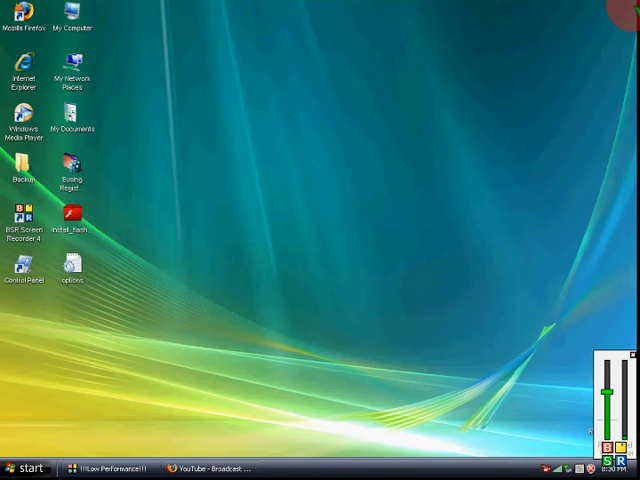 Mozilla Firefox
My Computer
Internet
Explorer
My Network
Places
Windows
Media Player
My Documents
Backup
Eusing
Regist...
BSR Screen
Recorder 4
install_flash
Control Panel
options
B
S R
start
!!!Low Performance!!!
YouTube - Broadcast ...
8:30 PM